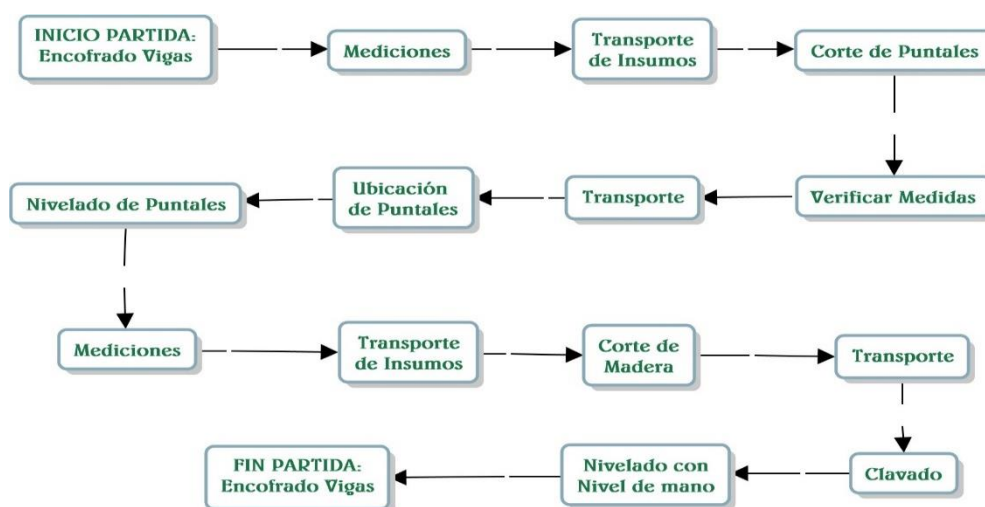 INICIO PARTIDA:
Encofrado Vigas
Mediciones
Transporte
de Insumos
Corte de Puntales
Verificar Medidas
Transporte
Ubicación
de Puntales
Nivelado de Puntales
Mediciones
Transporte
de Insumos
Corte de
Madera
Transporte
Clavado
Nivelado con
Nivel de mano
FIN PARTIDA:
Encofrado Vigas